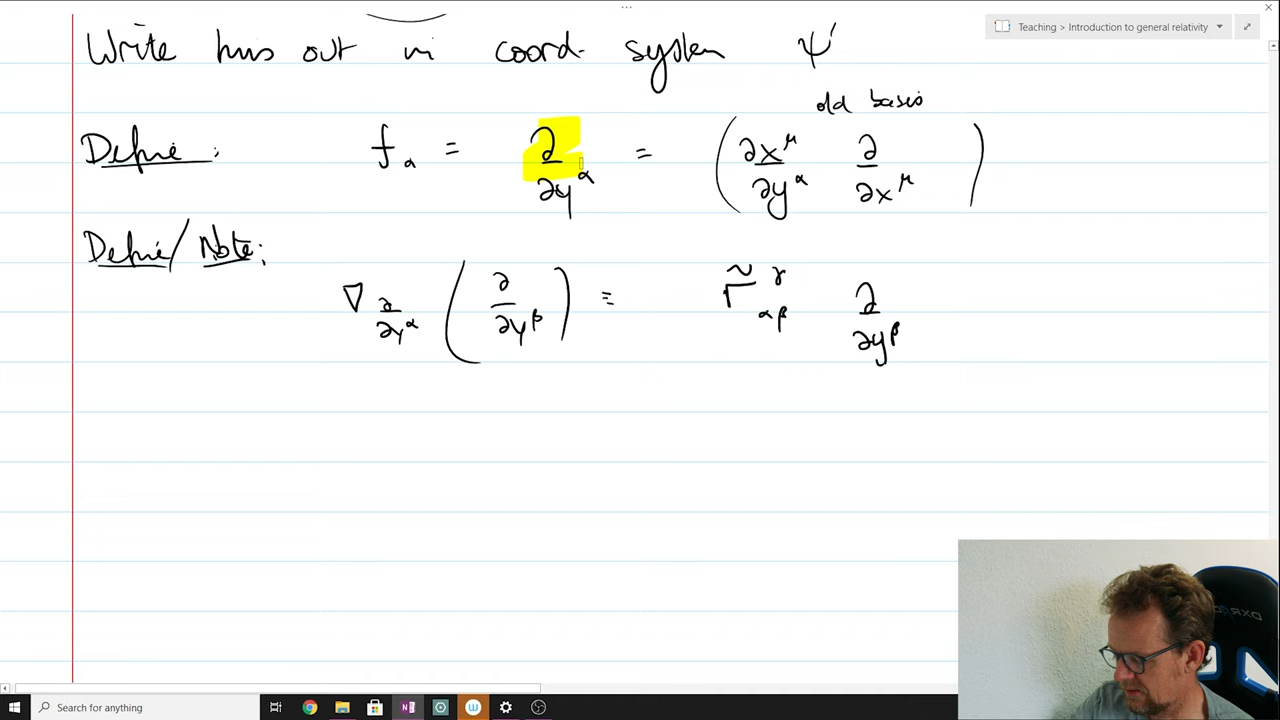 Teaching > Introduction to general relativity
Write this out in coord. system ψ'
old basis
Define: f_α = ∂/∂y^α = (∂x^μ/∂y^α ∂/∂x^μ)
Define/Note:
∇_{∂/∂y^α} (∂/∂y^β) ≡ Γ̃^γ_{αβ} ∂/∂y^β
DXRACER
Search for anything